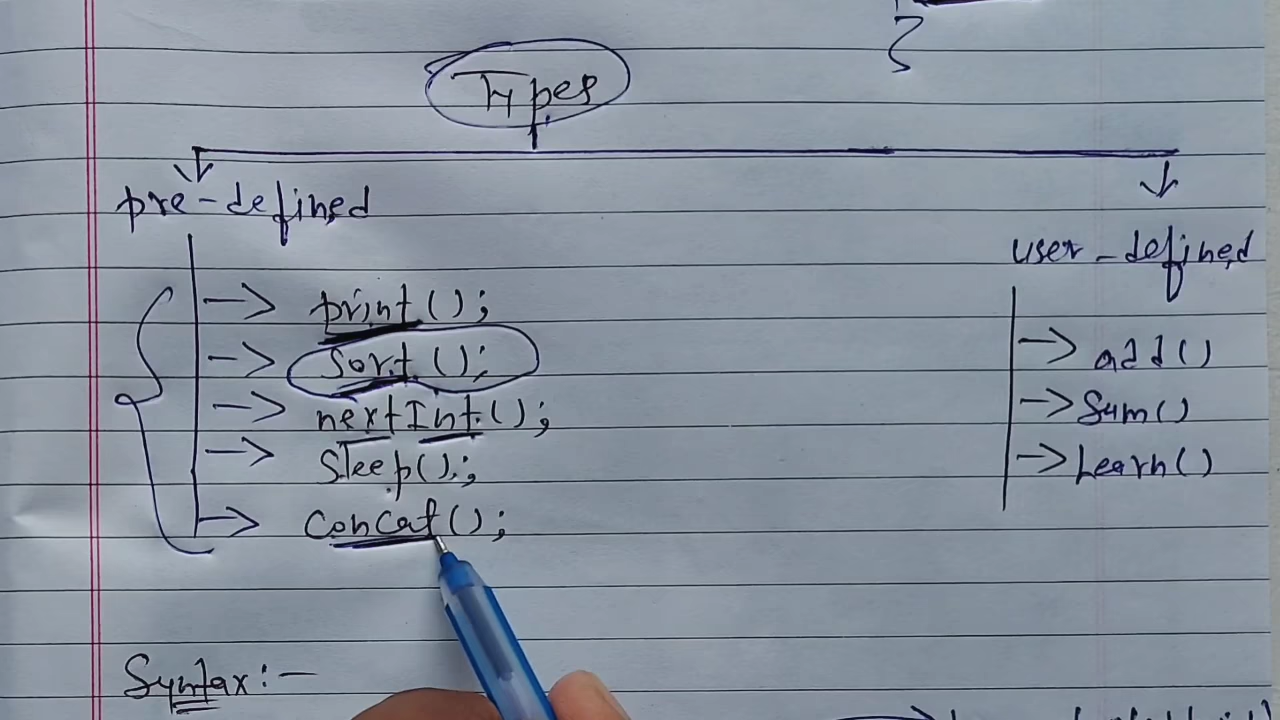 }
Types
pre-defined
user-defined
print();
sort();
nextInt();
Sleep();
Concat();
add()
Sum()
Learn()
Syntax:-